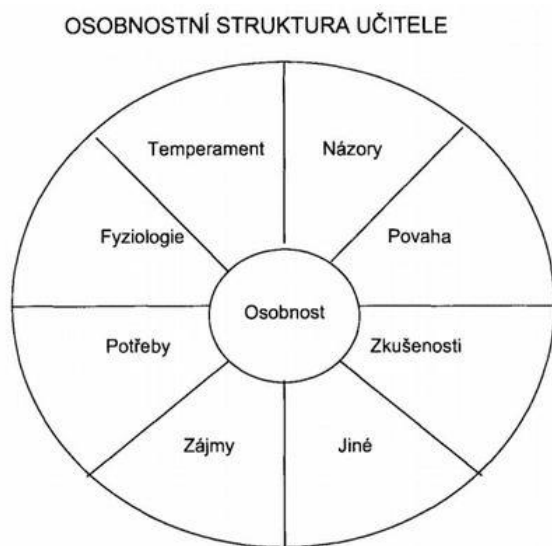 OSOBNOSTNÍ STRUKTURA UČITELE
Temperament
Názory
Fyziologie
Povaha
Osobnost
Potřeby
Zkušenosti
Zájmy
Jiné